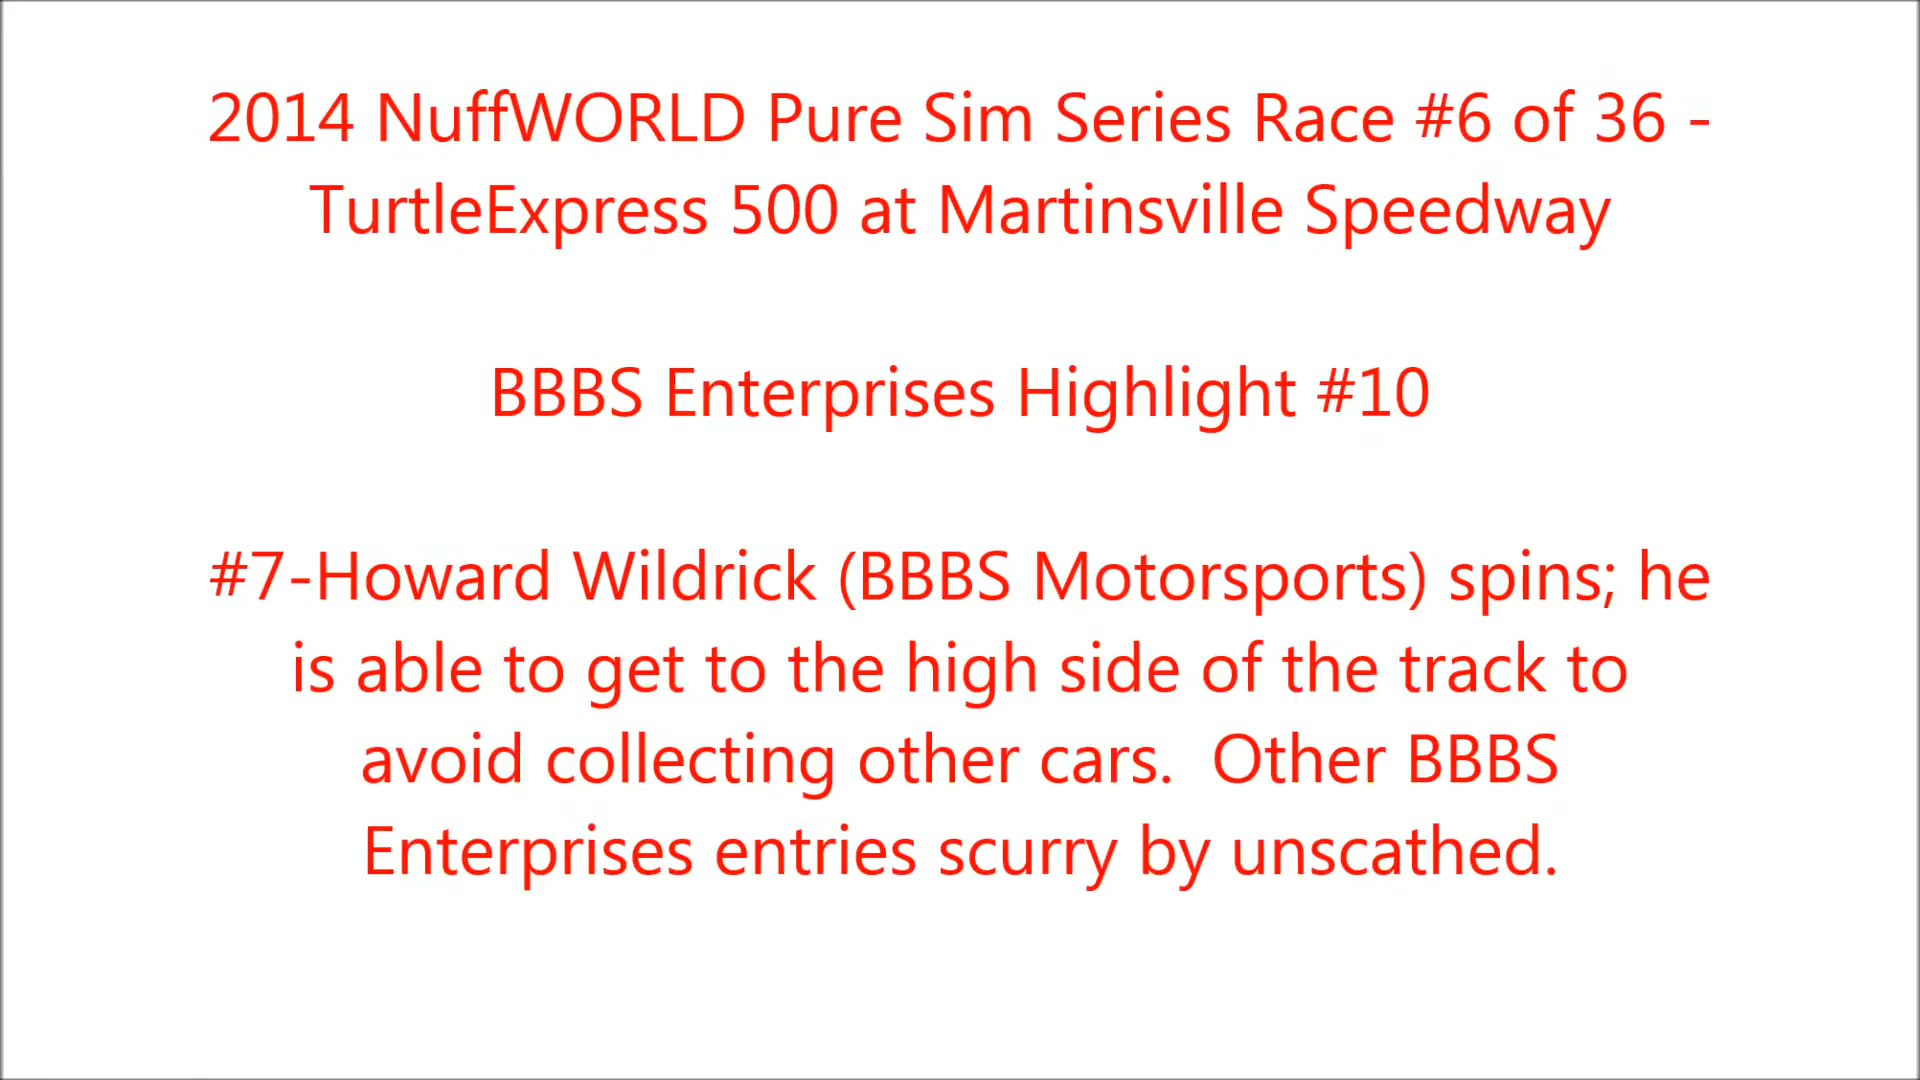 2014 NuffWORLD Pure Sim Series Race #6 of 36 -
TurtleExpress 500 at Martinsville Speedway
BBBS Enterprises Highlight #10
#7-Howard Wildrick (BBBS Motorsports) spins; he
is able to get to the high side of the track to
avoid collecting other cars.  Other BBBS
Enterprises entries scurry by unscathed.